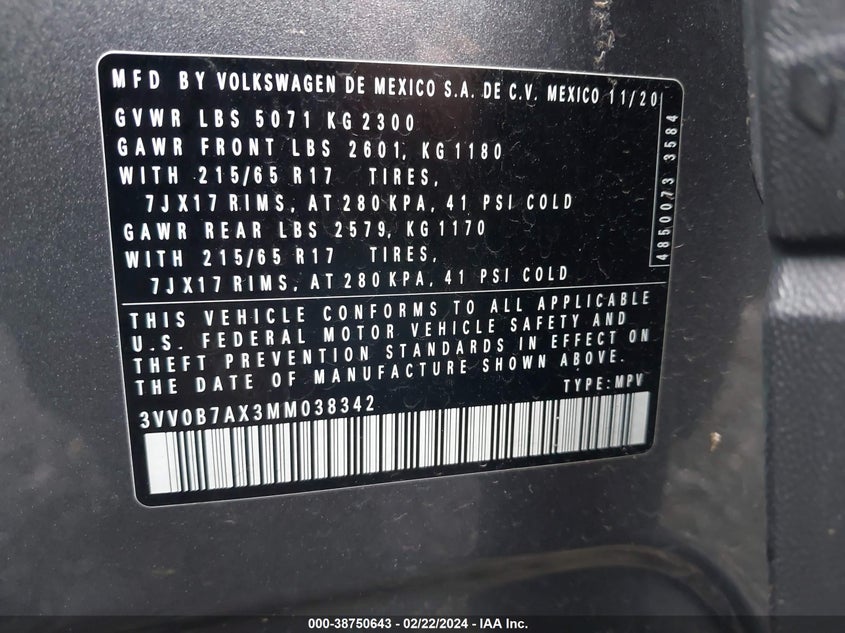 MFD BY VOLKSWAGEN DE MEXICO S.A. DE C.V. MEXICO 11/20
GVWR LBS 5071 KG 2300
GAWR FRONT LBS 2601, KG 1180
WITH 215/65 R17 TIRES,
7JX17 RIMS, AT 280 KPA, 41 PSI COLD
GAWR REAR LBS 2579, KG 1170
WITH 215/65 R17 TIRES,
7JX17 RIMS, AT 280 KPA, 41 PSI COLD
4850073 3584
THIS VEHICLE CONFORMS TO ALL APPLICABLE
U.S. FEDERAL MOTOR VEHICLE SAFETY AND
THEFT PREVENTION STANDARDS IN EFFECT ON
THE DATE OF MANUFACTURE SHOWN ABOVE.
TYPE: MPV
3VV0B7AX3MM038342
000-38750643 - 02/22/2024 - IAA Inc.